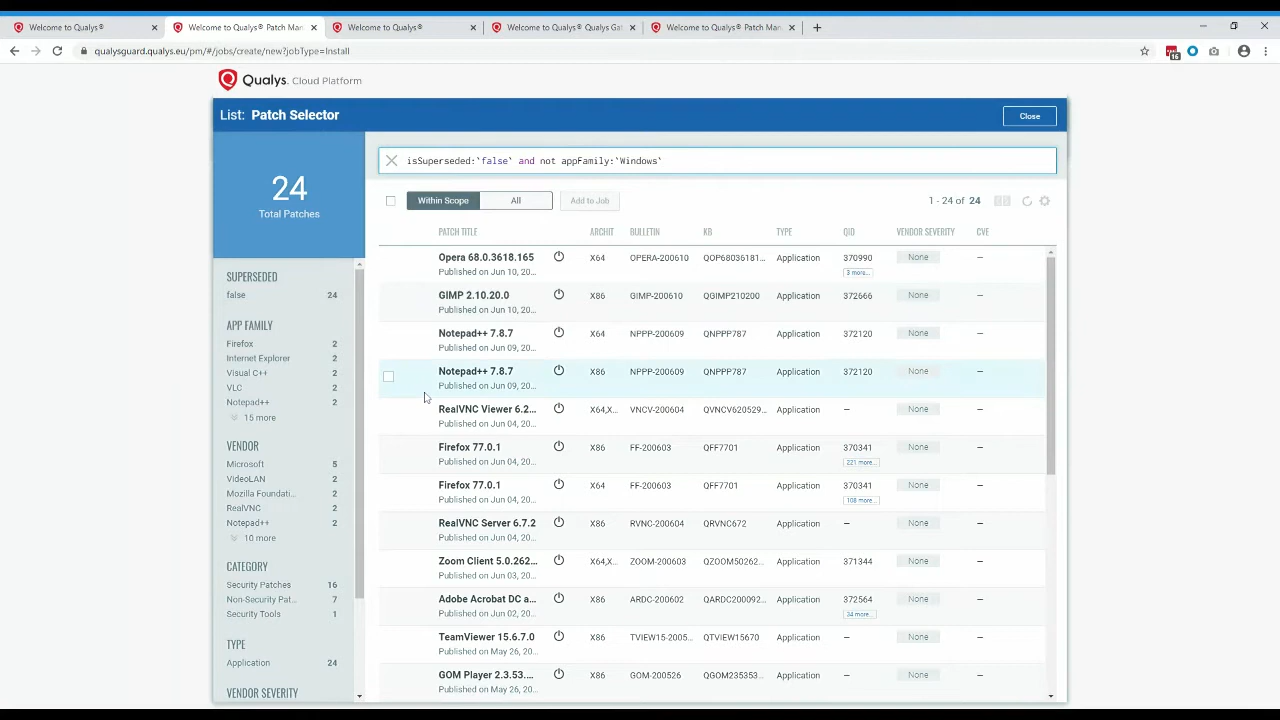 Welcome to Qualys®
Welcome to Qualys® Patch Man
Welcome to Qualys®
Welcome to Qualys® Qualys Gat
Welcome to Qualys® Patch Man
qualysguard.qualys.eu/pm/#/jobs/create/new?jobType=Install
Qualys. Cloud Platform
List: Patch Selector
Close
24
Total Patches
isSuperseded:`false` and not appFamily:`Windows`
Within Scope All Add to Job 1 - 24 of 24
PATCH TITLE ARCHIT BULLETIN KB TYPE QID VENDOR SEVERITY CVE
Opera 68.0.3618.165 X64 OPERA-200610 QOP68036181... Application 370990 None –
Published on Jun 10, 20... 3 more...
GIMP 2.10.20.0 X86 GIMP-200610 QGIMP210200 Application 372666 None –
Published on Jun 10, 20...
Notepad++ 7.8.7 X64 NPPP-200609 QNPPP787 Application 372120 None –
Published on Jun 09, 20...
Notepad++ 7.8.7 X86 NPPP-200609 QNPPP787 Application 372120 None –
Published on Jun 09, 20...
RealVNC Viewer 6.2... X64,X... VNCV-200604 QVNCV620529... Application – None –
Published on Jun 04, 20...
Firefox 77.0.1 X86 FF-200603 QFF7701 Application 370341 None –
Published on Jun 04, 20... 221 more...
Firefox 77.0.1 X64 FF-200603 QFF7701 Application 370341 None –
Published on Jun 04, 20... 108 more...
RealVNC Server 6.7.2 X86 RVNC-200604 QRVNC672 Application – None –
Published on Jun 04, 20...
Zoom Client 5.0.262... X64,X... ZOOM-200603 QZOOM50262... Application 371344 None –
Published on Jun 03, 20...
Adobe Acrobat DC a... X86 ARDC-200602 QARDC200092... Application 372564 None –
Published on Jun 02, 20... 34 more...
TeamViewer 15.6.7.0 X86 TVIEW15-2005... QTVIEW15670 Application – None –
Published on May 26, 20...
GOM Player 2.3.53.... X86 GOM-200526 QGOM235353... Application – None –
Published on May 26, 20...
SUPERSEDED
false 24
APP FAMILY
Firefox 2
Internet Explorer 2
Visual C++ 2
VLC 2
Notepad++ 2
15 more
VENDOR
Microsoft 5
VideoLAN 2
Mozilla Foundati... 2
RealVNC 2
Notepad++ 2
10 more
CATEGORY
Security Patches 16
Non-Security Pat... 7
Security Tools 1
TYPE
Application 24
VENDOR SEVERITY